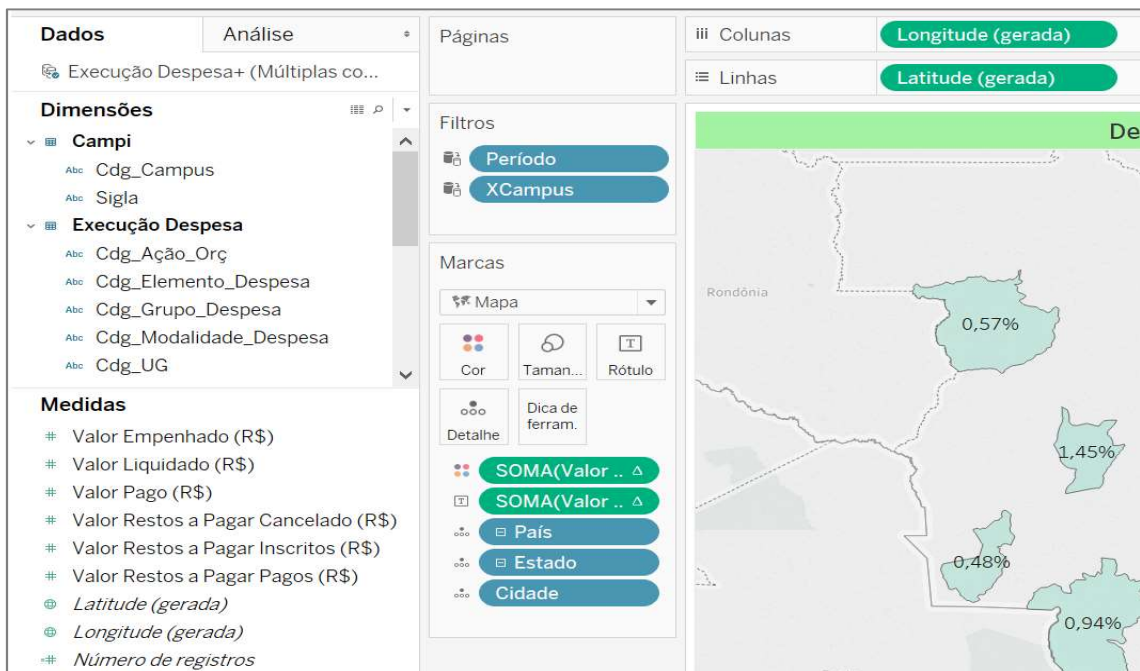 Dados
Análise
Execução Despesa+ (Múltiplas co...
Dimensões
Campi
Abc Cdg_Campus
Abc Sigla
Execução Despesa
Abc Cdg_Ação_Orç
Abc Cdg_Elemento_Despesa
Abc Cdg_Grupo_Despesa
Abc Cdg_Modalidade_Despesa
Abc Cdg_UG
Medidas
# Valor Empenhado (R$)
# Valor Liquidado (R$)
# Valor Pago (R$)
# Valor Restos a Pagar Cancelado (R$)
# Valor Restos a Pagar Inscritos (R$)
# Valor Restos a Pagar Pagos (R$)
Latitude (gerada)
Longitude (gerada)
=# Número de registros
Páginas
Filtros
Período
XCampus
Marcas
Mapa
Cor
Taman...
T
Rótulo
Detalhe
Dica de
ferram.
SOMA(Valor .. Δ
T SOMA(Valor .. Δ
País
Estado
Cidade
iii Colunas
Longitude (gerada)
Linhas
Latitude (gerada)
De
Rondônia
0,57%
1,45%
0,48%
0,94%